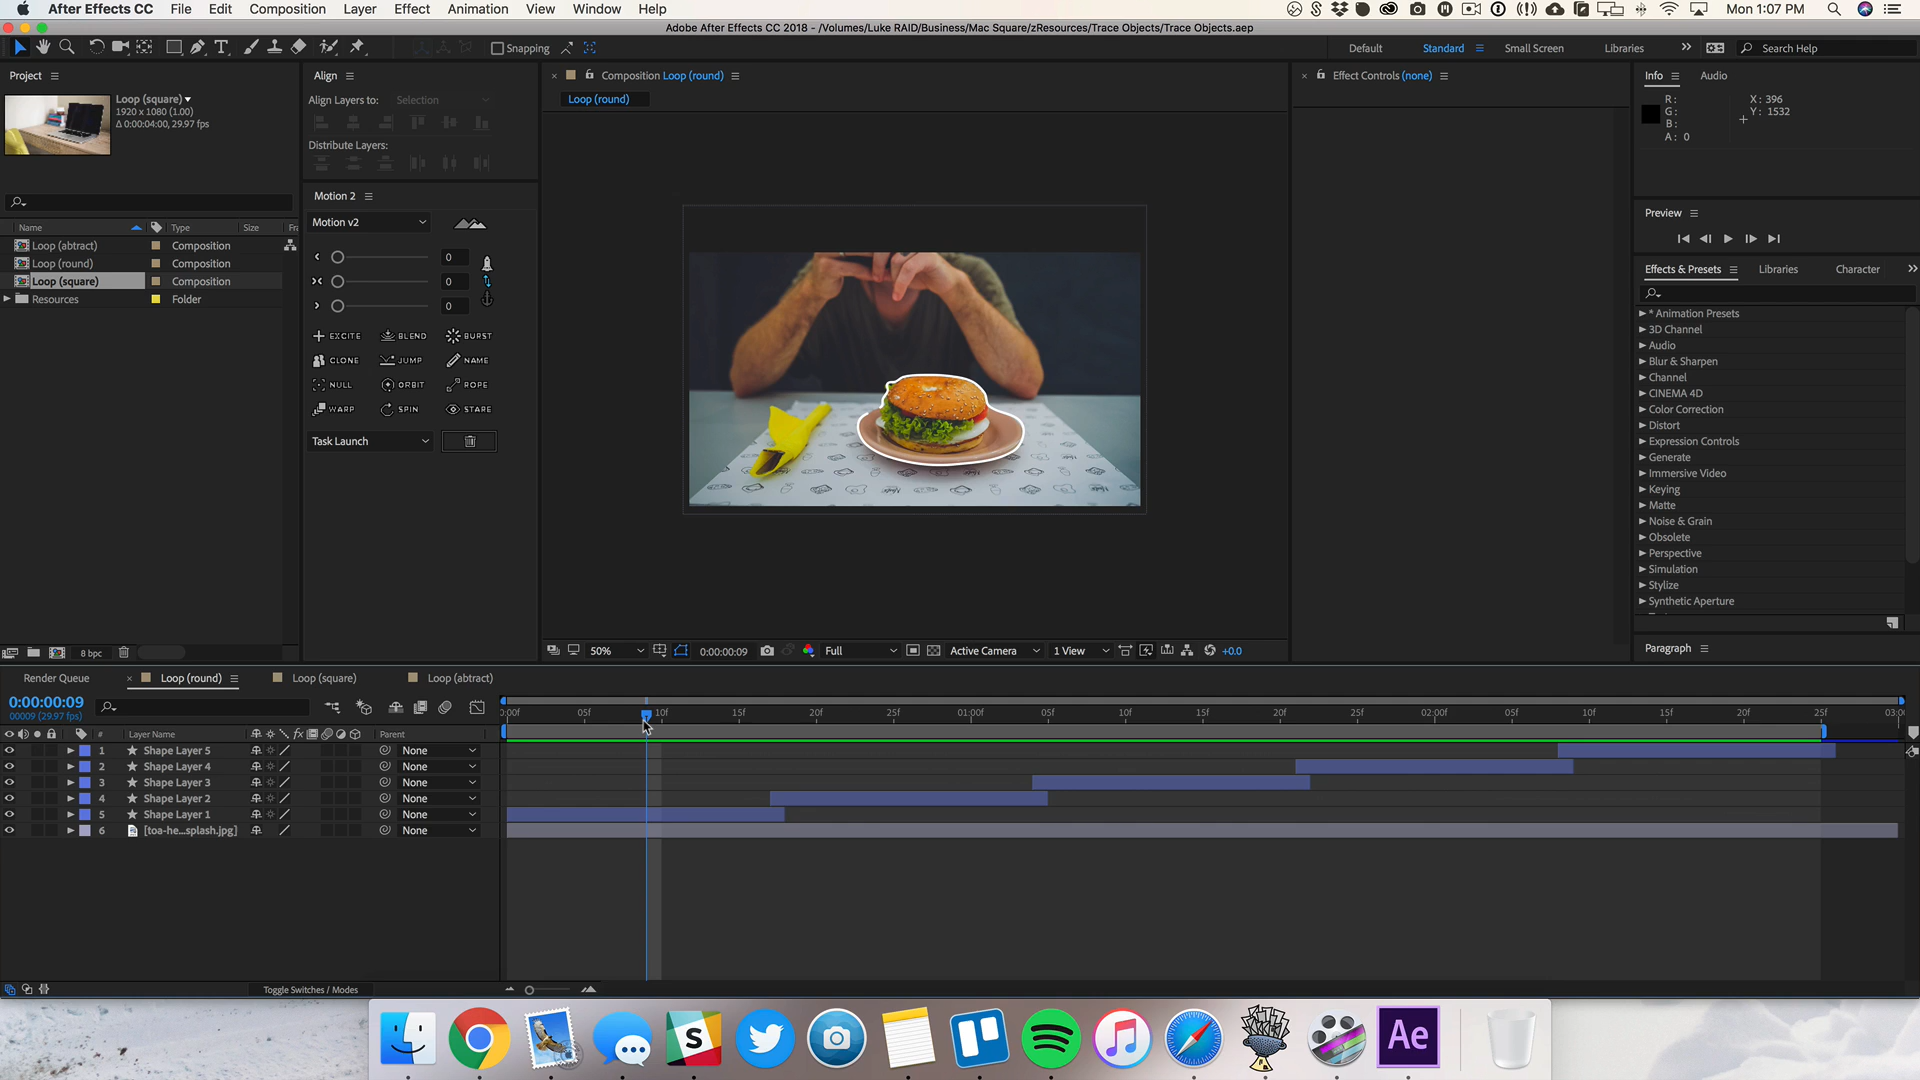 After Effects CC File Edit Composition Layer Effect Animation View Window Help Mon 1:07 PM
Adobe After Effects CC 2018 - /Volumes/Luke RAID/Business/Mac Square/zResources/Trace Objects/Trace Objects.aep
Snapping Default Standard Small Screen Libraries Search Help
Project Align Composition Loop (round) Effect Controls (none) Info Audio
Loop (square)
1920 x 1080 (1.00)
Δ 0:00:04:00, 29.97 fps
Align Layers to: Selection
Loop (round)
R: X: 396
G: Y: 1532
B:
A: 0
Distribute Layers:
Motion 2
Motion v2
Preview
Name Type Size Fra
Loop (abtract) Composition
Loop (round) Composition
Loop (square) Composition
Resources Folder
0
0
0
EXCITE BLEND BURST
CLONE JUMP NAME
NULL ORBIT ROPE
WARP SPIN STARE
Task Launch
Effects & Presets Libraries Character
* Animation Presets
3D Channel
Audio
Blur & Sharpen
Channel
CINEMA 4D
Color Correction
Distort
Expression Controls
Generate
Immersive Video
Keying
Matte
Noise & Grain
Obsolete
Perspective
Simulation
Stylize
Synthetic Aperture
Paragraph
8 bpc
50% 0:00:00:09 Full Active Camera 1 View +0.0
Render Queue Loop (round) Loop (square) Loop (abtract)
0:00:00:09
00009 (29.97 fps)
0:00f 05f 10f 15f 20f 25f 01:00f 05f 10f 15f 20f 25f 02:00f 05f 10f 15f 20f 25f 03:00
# Layer Name fx Parent
1 Shape Layer 5 None
2 Shape Layer 4 None
3 Shape Layer 3 None
4 Shape Layer 2 None
5 Shape Layer 1 None
6 [toa-he...splash.jpg] None
Toggle Switches / Modes
S Ae